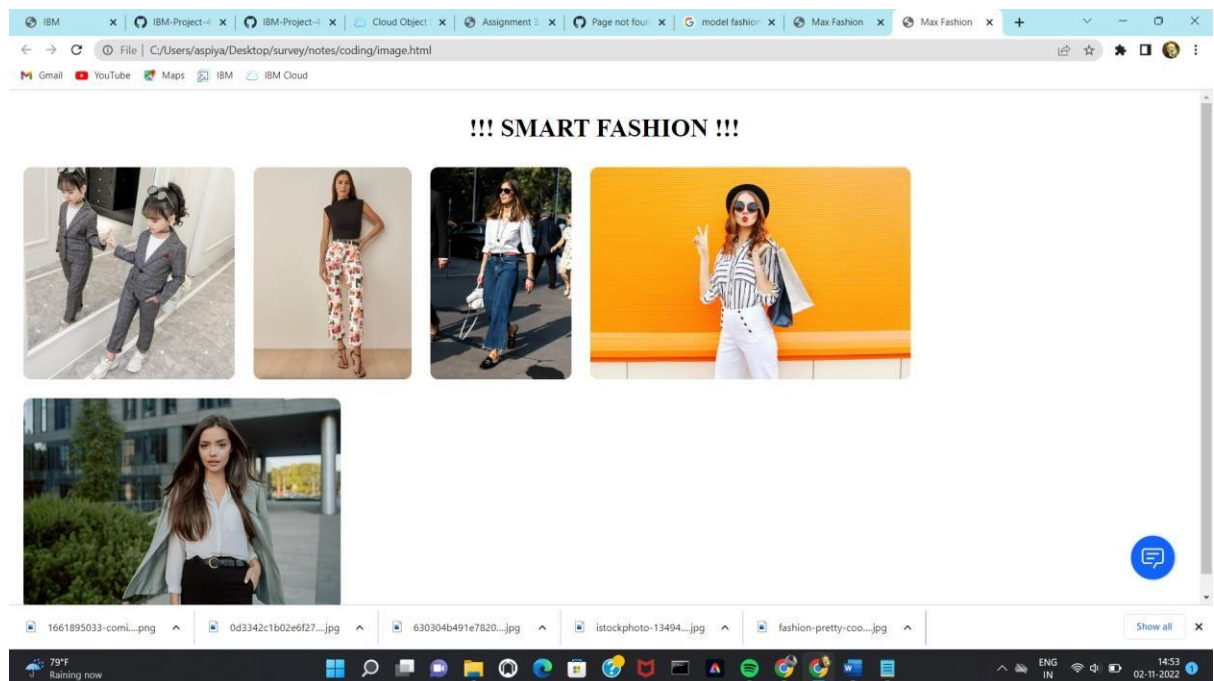 IBM
IBM-Project-4
IBM-Project-4
Cloud Object
Assignment 3
Page not foun
model fashion
Max Fashion
Max Fashion
File | C:/Users/aspiya/Desktop/survey/notes/coding/image.html
Gmail YouTube Maps IBM IBM Cloud
!!! SMART FASHION !!!
1661895033-comi....png
0d3342c1b02e6f27....jpg
630304b491e7820....jpg
istockphoto-13494....jpg
fashion-pretty-coo....jpg
Show all
79°F
Raining now
ENG
IN
14:53
02-11-2022
1